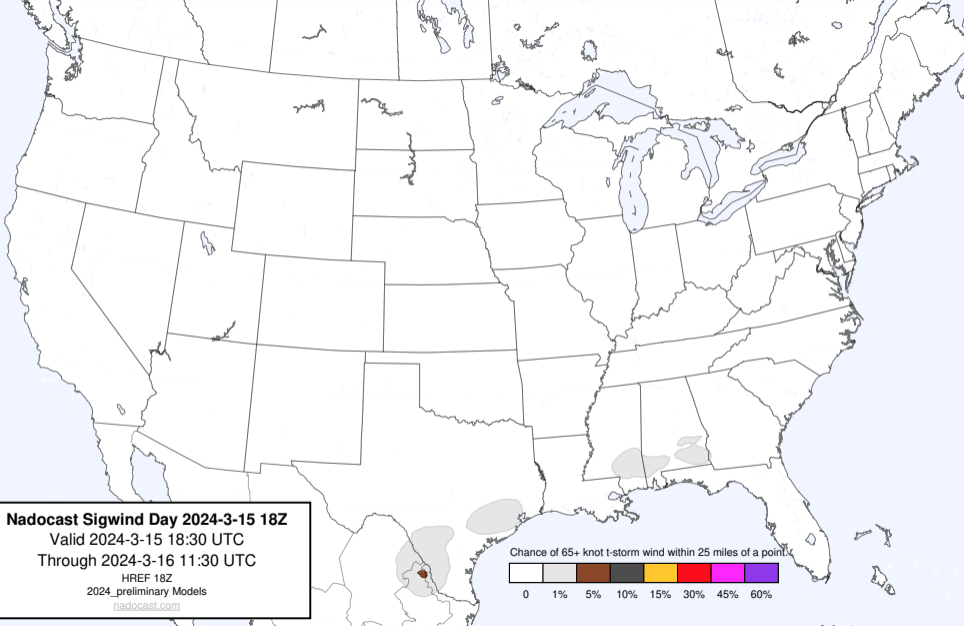 Nadocast Sigwind Day 2024-3-15 18Z
Valid 2024-3-15 18:30 UTC
Through 2024-3-16 11:30 UTC
HREF 18Z
2024_preliminary Models
nadocast.com
Chance of 65+ knot t-storm wind within 25 miles of a point.
0 1% 5% 10% 15% 30% 45% 60%